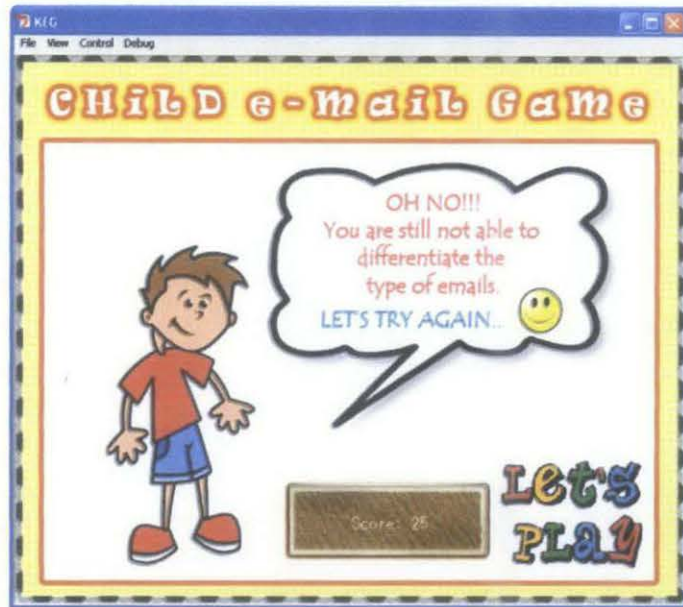 KEG
File View Control Debug
CHiLD e-maiL Game
OH NO!!!
You are still not able to
differentiate the
type of emails.
LET'S TRY AGAIN...
Score: 25
Let's
PLay